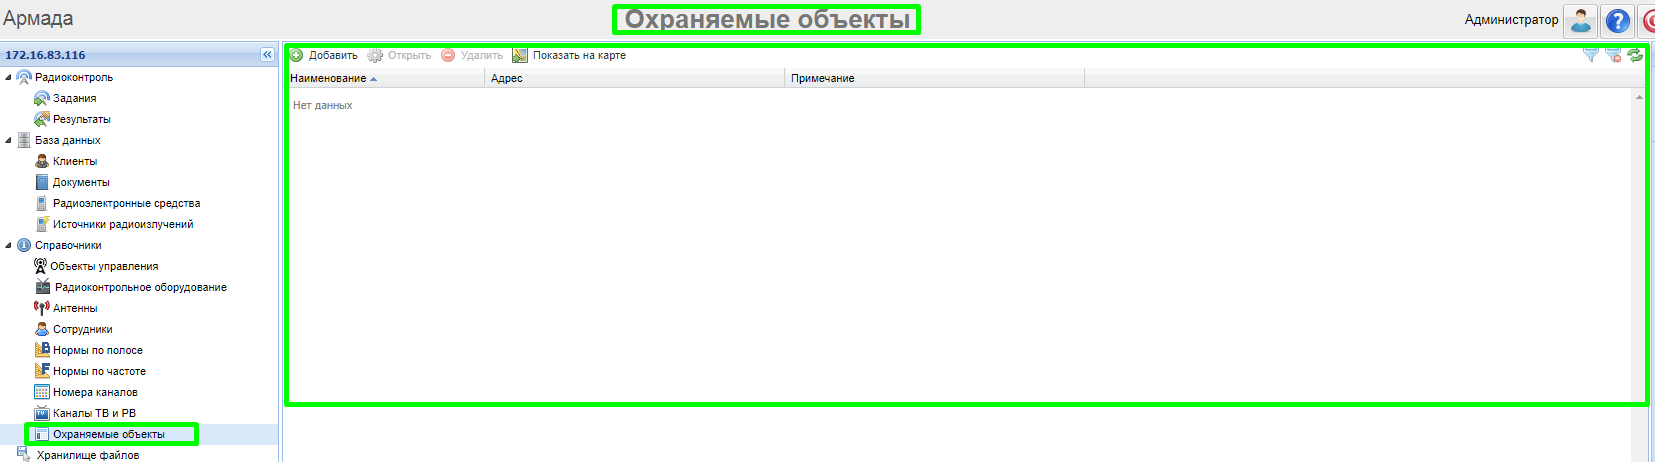 Армада
Охраняемые объекты
Администратор
172.16.83.116
Радиоконтроль
Задания
Результаты
База данных
Клиенты
Документы
Радиоэлектронные средства
Источники радиоизлучений
Справочники
Объекты управления
Радиоконтрольное оборудование
Антенны
Сотрудники
Нормы по полосе
Нормы по частоте
Номера каналов
Каналы ТВ и РВ
Охраняемые объекты
Хранилище файлов
Добавить Открыть Удалить Показать на карте
Наименование Адрес Примечание
Нет данных